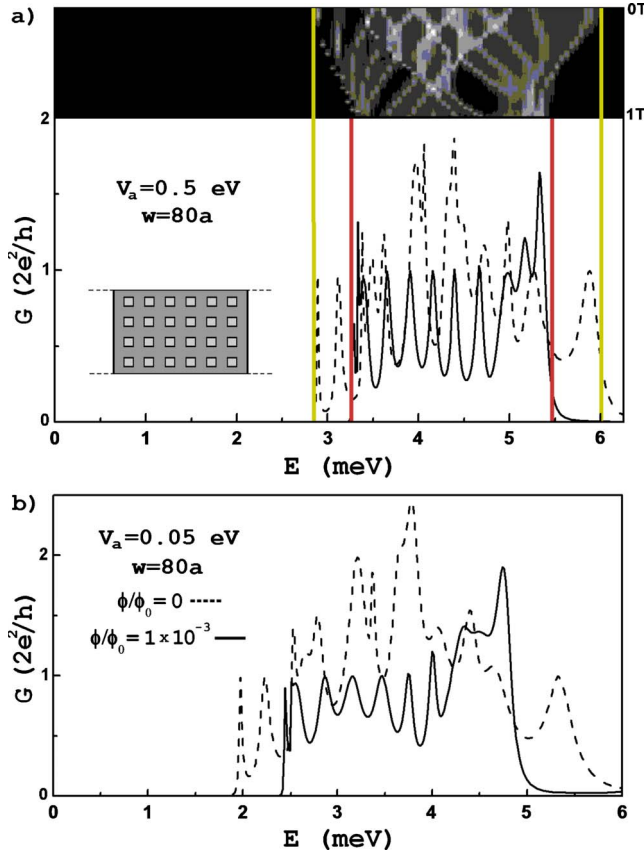 a)
0T
1T
2
V_a=0.5 eV
w=80a
G (2e²/h)
1
0
0 1 2 3 4 5 6
E (meV)
b)
V_a=0.05 eV
w=80a
2
ϕ/ϕ₀=0
ϕ/ϕ₀=1×10⁻³
G (2e²/h)
1
0
0 1 2 3 4 5 6
E (meV)